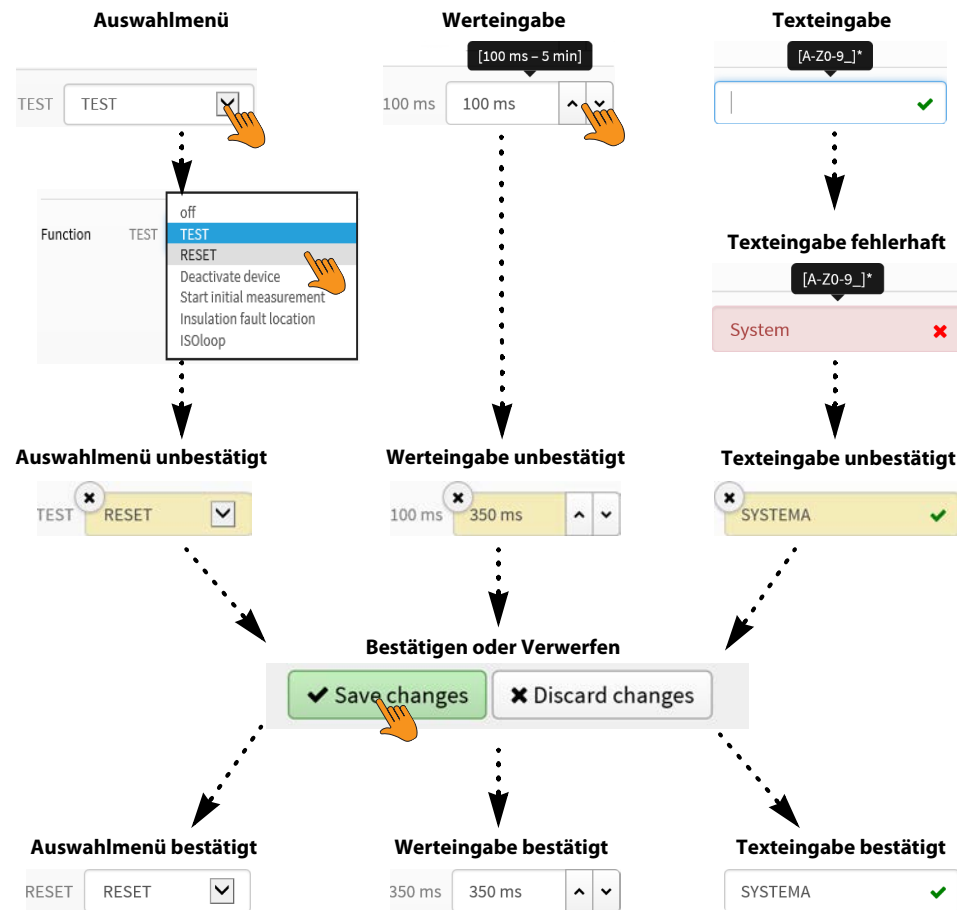 Auswahlmenü
Werteingabe
Texteingabe
[100 ms – 5 min]
[A-Z0-9_]*
TEST TEST
100 ms 100 ms
off
Function TEST TEST
RESET
Deactivate device
Start initial measurement
Insulation fault location
ISOloop
Texteingabe fehlerhaft
[A-Z0-9_]*
System
Auswahlmenü unbestätigt
Werteingabe unbestätigt
Texteingabe unbestätigt
TEST RESET
100 ms 350 ms
SYSTEMA
Bestätigen oder Verwerfen
Save changes
Discard changes
Auswahlmenü bestätigt
Werteingabe bestätigt
Texteingabe bestätigt
RESET RESET
350 ms 350 ms
SYSTEMA